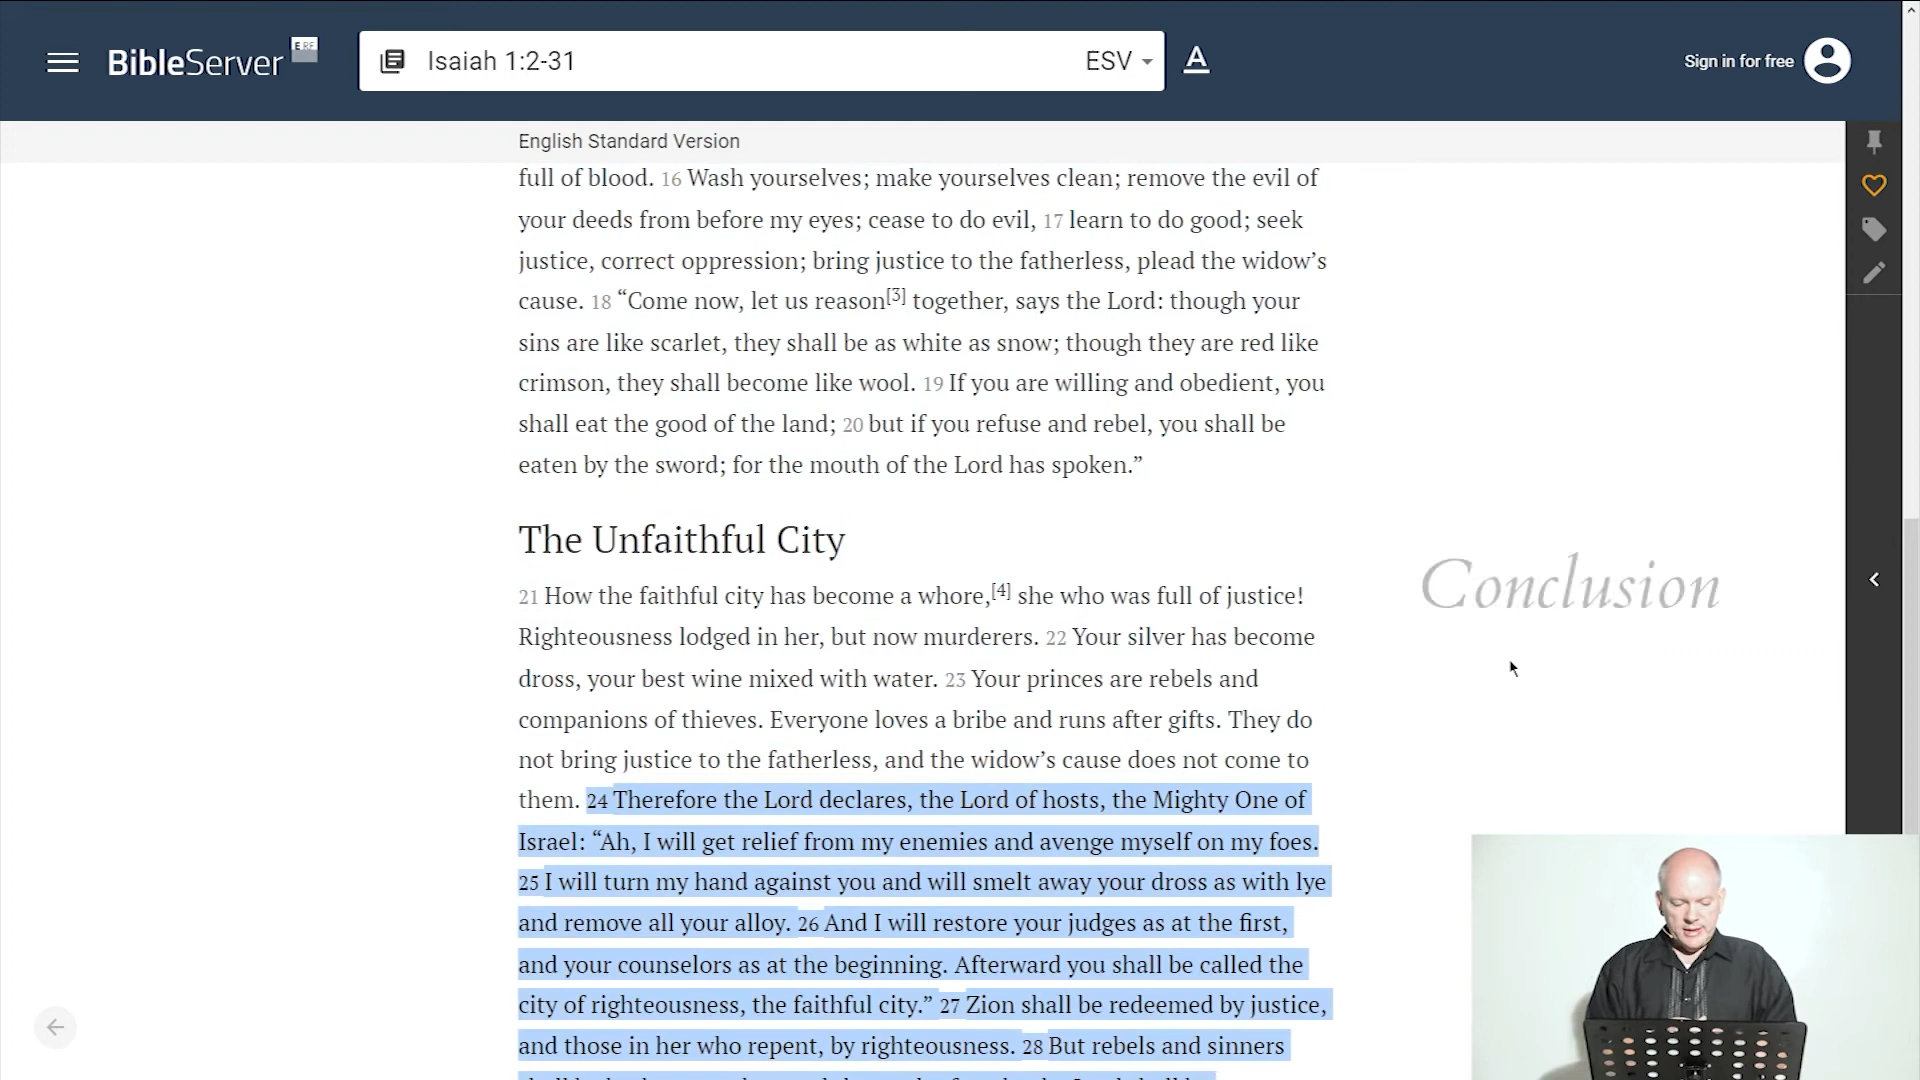 BibleServer
Isaiah 1:2-31
ESV
A
Sign in for free
English Standard Version
full of blood. 16 Wash yourselves; make yourselves clean; remove the evil of
your deeds from before my eyes; cease to do evil, 17 learn to do good; seek
justice, correct oppression; bring justice to the fatherless, plead the widow’s
cause. 18 “Come now, let us reason[3] together, says the Lord: though your
sins are like scarlet, they shall be as white as snow; though they are red like
crimson, they shall become like wool. 19 If you are willing and obedient, you
shall eat the good of the land; 20 but if you refuse and rebel, you shall be
eaten by the sword; for the mouth of the Lord has spoken.”
The Unfaithful City
21 How the faithful city has become a whore,[4] she who was full of justice!
Righteousness lodged in her, but now murderers. 22 Your silver has become
dross, your best wine mixed with water. 23 Your princes are rebels and
companions of thieves. Everyone loves a bribe and runs after gifts. They do
not bring justice to the fatherless, and the widow’s cause does not come to
them. 24 Therefore the Lord declares, the Lord of hosts, the Mighty One of
Israel: “Ah, I will get relief from my enemies and avenge myself on my foes.
25 I will turn my hand against you and will smelt away your dross as with lye
and remove all your alloy. 26 And I will restore your judges as at the first,
and your counselors as at the beginning. Afterward you shall be called the
city of righteousness, the faithful city.” 27 Zion shall be redeemed by justice,
and those in her who repent, by righteousness. 28 But rebels and sinners
Conclusion